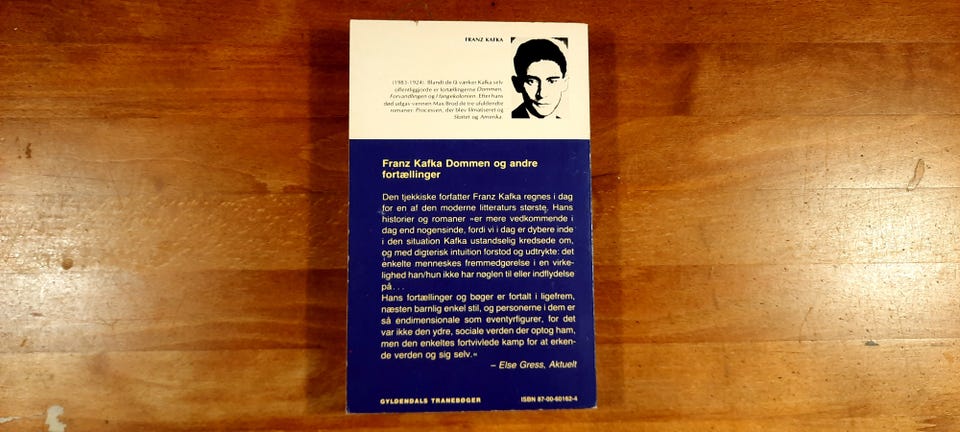 FRANZ KAFKA
(1983-1924). Blandt de få værker Kafka selv
offentliggjorde er fortællingerne Dommen,
Forvandlingen og I fangekolonien. Efter hans
død udgav vennen Max Brod de tre ufuldendte
romaner: Processen, der blev filmatiseret og
Slottet og Amerika.
Franz Kafka Dommen og andre
fortællinger
Den tjekkiske forfatter Franz Kafka regnes i dag
for en af den moderne litteraturs største. Hans
historier og romaner »er mere vedkommende i
dag end nogensinde, fordi vi i dag er dybere inde
i den situation Kafka ustandselig kredsede om,
og med digterisk intuition forstod og udtrykte: det
enkelte menneskes fremmedgørelse i en virke-
lighed han/hun ikke har nøglen til eller indflydelse
på...
Hans fortællinger og bøger er fortalt i ligefrem,
næsten barnlig enkel stil, og personerne i dem er
så endimensionale som eventyrfigurer, for det
var ikke den ydre, sociale verden der optog ham,
men den enkeltes fortvivlede kamp for at erken-
de verden og sig selv.«
– Else Gress, Aktuelt
GYLDENDALS TRANEBØGER
ISBN 87-00-60162-4